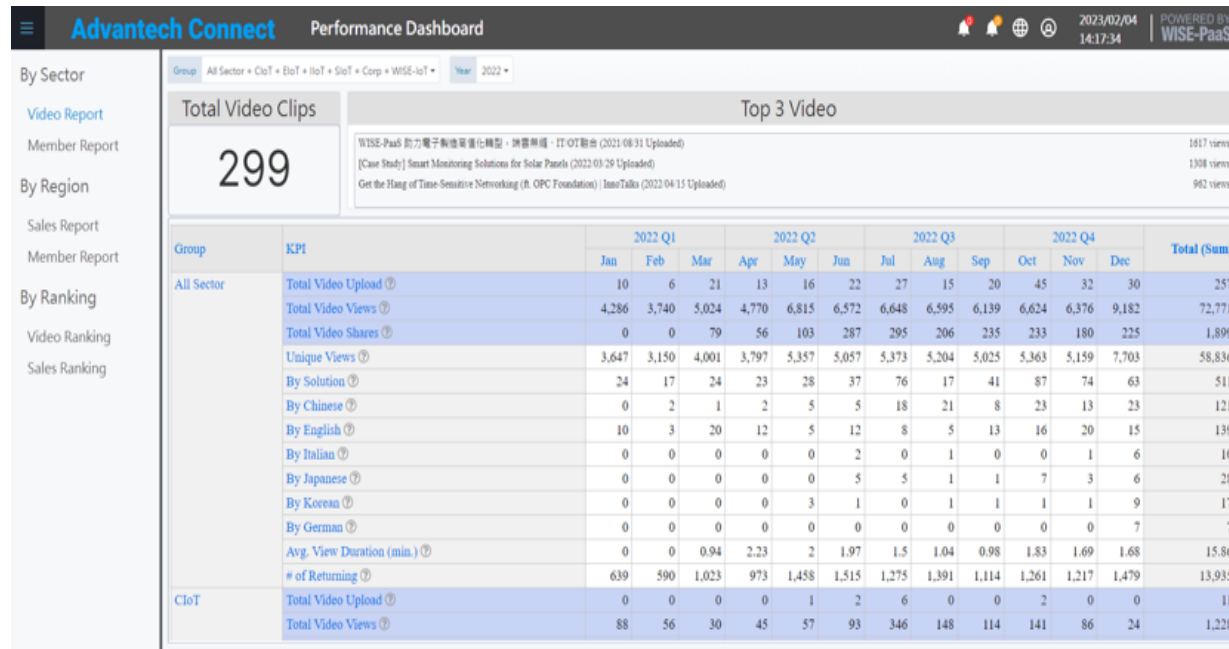 Advantech Connect Performance Dashboard 2023/02/04 14:17:34 POWERED BY WISE-PaaS
By Sector
Video Report
Member Report
By Region
Sales Report
Member Report
By Ranking
Video Ranking
Sales Ranking
Group All Sector + CIoT + EIoT + IIoT + SIoT + Corp + WISE-IoT Year 2022
Total Video Clips
299
Top 3 Video
WISE-PaaS 助力電子製造 (2021/08/31 Uploaded) 1617 views
[Case Study] Smart Monitoring Solutions for Solar Panels (2022/03/29 Uploaded) 1308 views
Get the Hang of Time-Sensitive Networking (ft. OPC Foundation) | InnoTalks (2022/04/15 Uploaded) 962 views
Group KPI 2022 Q1 2022 Q2 2022 Q3 2022 Q4 Total (Sum
Jan Feb Mar Apr May Jun Jul Aug Sep Oct Nov Dec
All Sector Total Video Upload 10 6 21 13 16 22 27 15 20 45 32 30 257
Total Video Views 4,286 3,740 5,024 4,770 6,815 6,572 6,648 6,595 6,139 6,624 6,376 9,182 72,771
Total Video Shares 0 0 79 56 103 287 295 206 235 233 180 225 1,899
Unique Views 3,647 3,150 4,001 3,797 5,357 5,057 5,373 5,204 5,025 5,363 5,159 7,703 58,836
By Solution 24 17 24 23 28 37 76 17 41 87 74 63 511
By Chinese 0 2 1 2 5 5 18 21 8 23 13 23 121
By English 10 3 20 12 5 12 8 5 13 16 20 15 139
By Italian 0 0 0 0 0 2 0 1 0 0 1 6 10
By Japanese 0 0 0 0 0 5 5 1 1 7 3 6 28
By Korean 0 0 0 0 3 1 0 1 1 1 1 9 17
By German 0 0 0 0 0 0 0 0 0 0 0 7
Avg. View Duration (min.) 0 0 0.94 2.23 2 1.97 1.5 1.04 0.98 1.83 1.69 1.68 15.86
# of Returning 639 590 1,023 973 1,458 1,515 1,275 1,391 1,114 1,261 1,217 1,479 13,935
CIoT Total Video Upload 0 0 0 0 1 2 6 0 0 2 0 0 11
Total Video Views 88 56 30 45 57 93 346 148 114 141 86 24 1,228